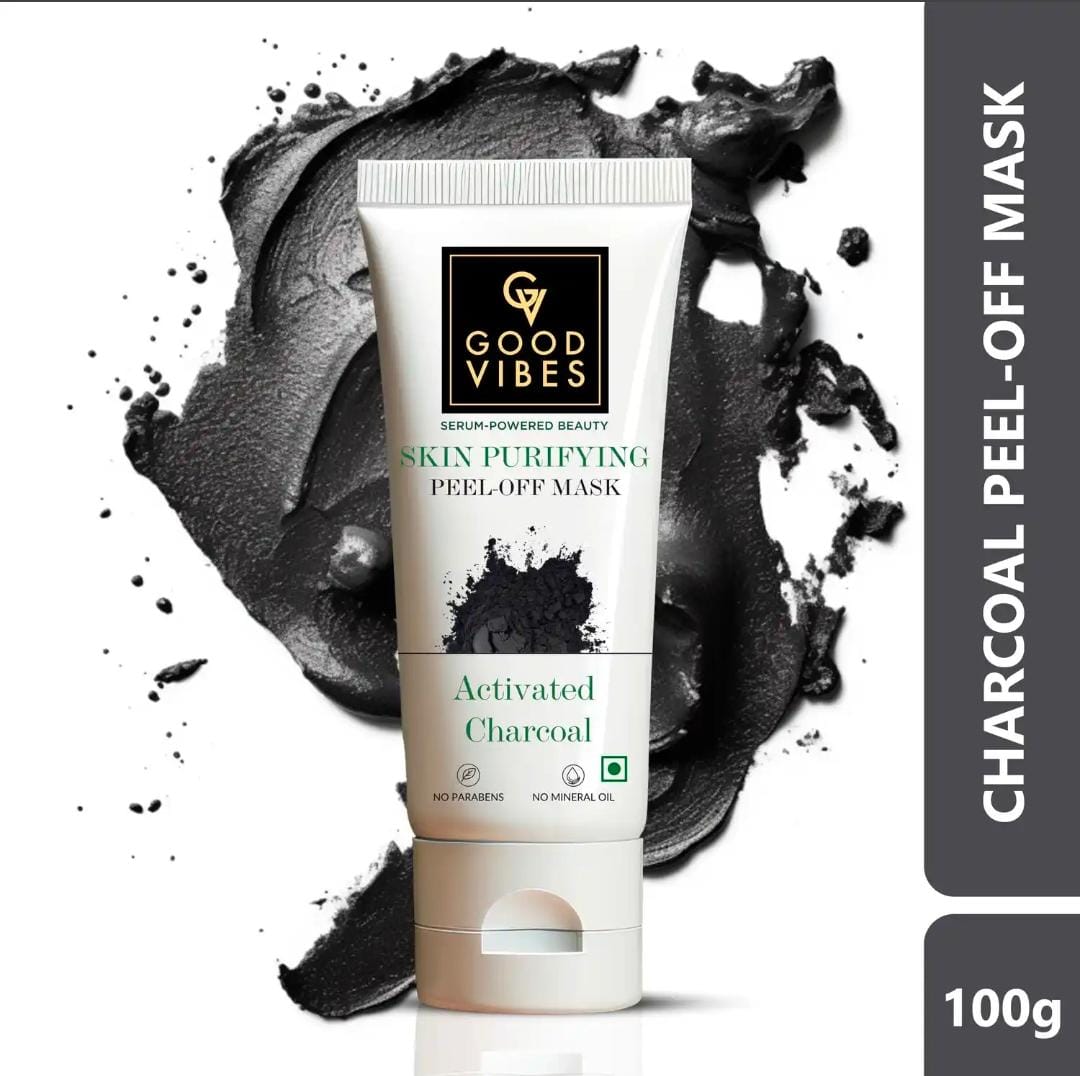 GV
GOOD
VIBES
SERUM-POWERED BEAUTY
SKIN PURIFYING
PEEL-OFF MASK
Activated
Charcoal
NO PARABENS
NO MINERAL OIL
CHARCOAL PEEL-OFF MASK
100g